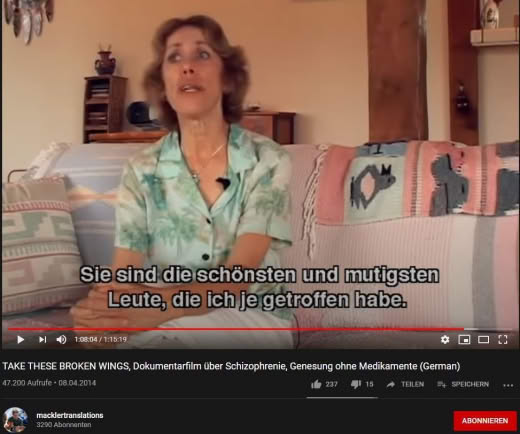 Sie sind die schönsten und mutigsten
Leute, die ich je getroffen habe.
1:08:04 / 1:15:19
TAKE THESE BROKEN WINGS, Dokumentarfilm über Schizophrenie, Genesung ohne Medikamente (German)
47.200 Aufrufe • 08.04.2014
237
15
TEILEN
SPEICHERN
macklertranslations
3290 Abonnenten
ABONNIEREN